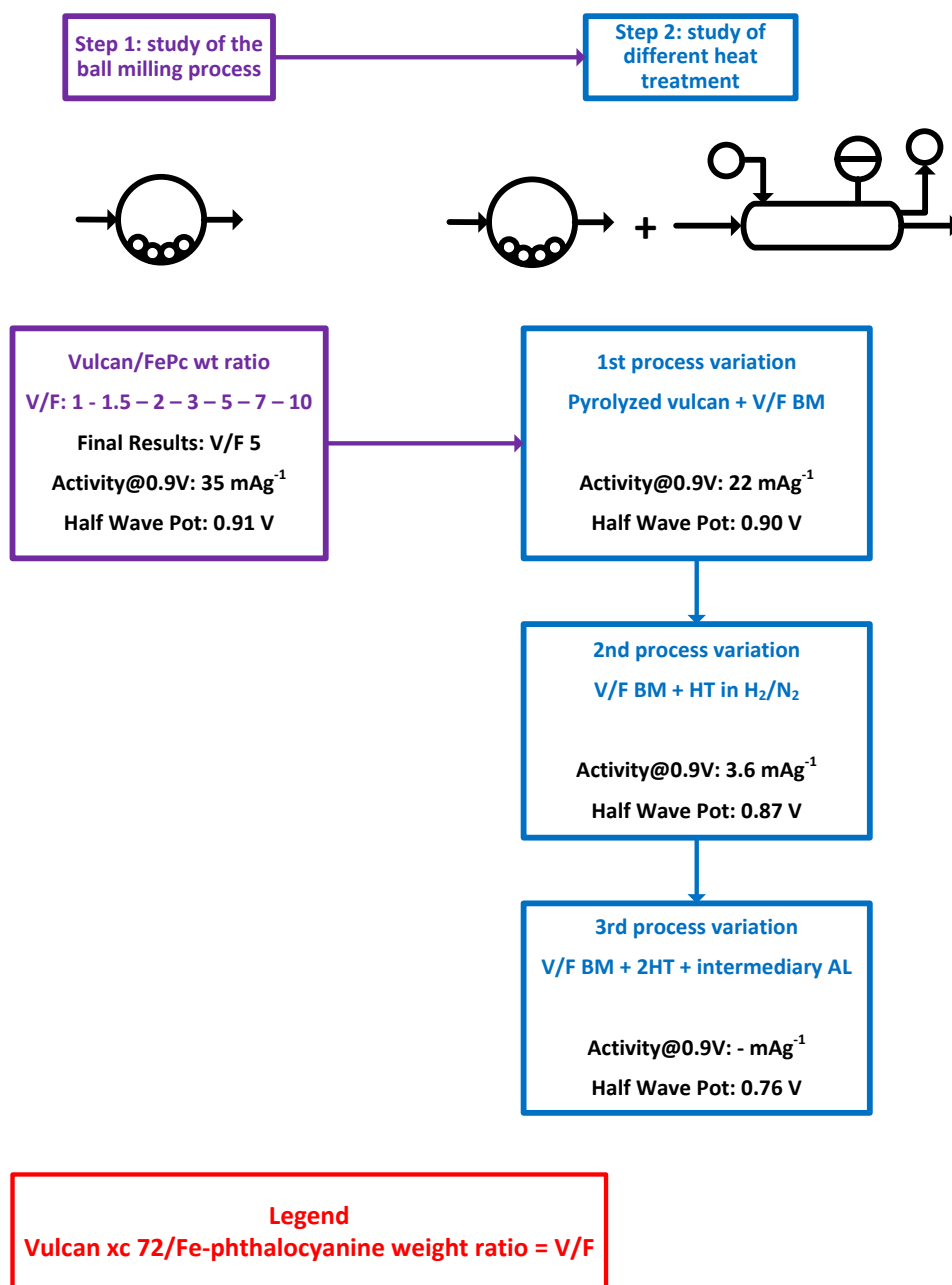 Step 1: study of the
ball milling process
Step 2: study of
different heat
treatment
+
Vulcan/FePc wt ratio
V/F: 1 - 1.5 – 2 – 3 – 5 – 7 – 10
Final Results: V/F 5
Activity@0.9V: 35 mAg⁻¹
Half Wave Pot: 0.91 V
1st process variation
Pyrolyzed vulcan + V/F BM
Activity@0.9V: 22 mAg⁻¹
Half Wave Pot: 0.90 V
2nd process variation
V/F BM + HT in H₂/N₂
Activity@0.9V: 3.6 mAg⁻¹
Half Wave Pot: 0.87 V
3rd process variation
V/F BM + 2HT + intermediary AL
Activity@0.9V: - mAg⁻¹
Half Wave Pot: 0.76 V
Legend
Vulcan xc 72/Fe-phthalocyanine weight ratio = V/F